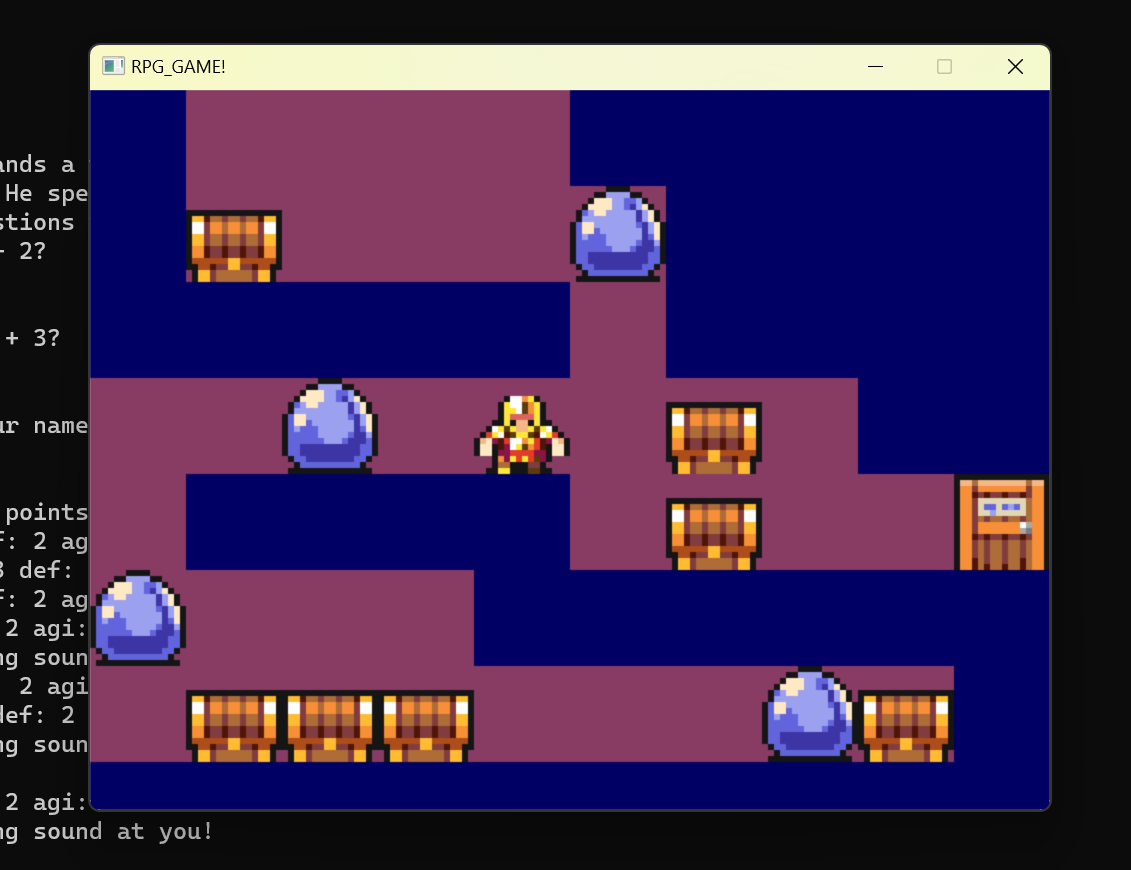 RPG_GAME!
ands a
He spe
stions
- 2?
+ 3?
ur name
points
f: 2 ag
3 def:
f: 2 ag
2 agi:
ng soun
2 agi
def: 2
ng soun
2 agi:
ng sound at you!